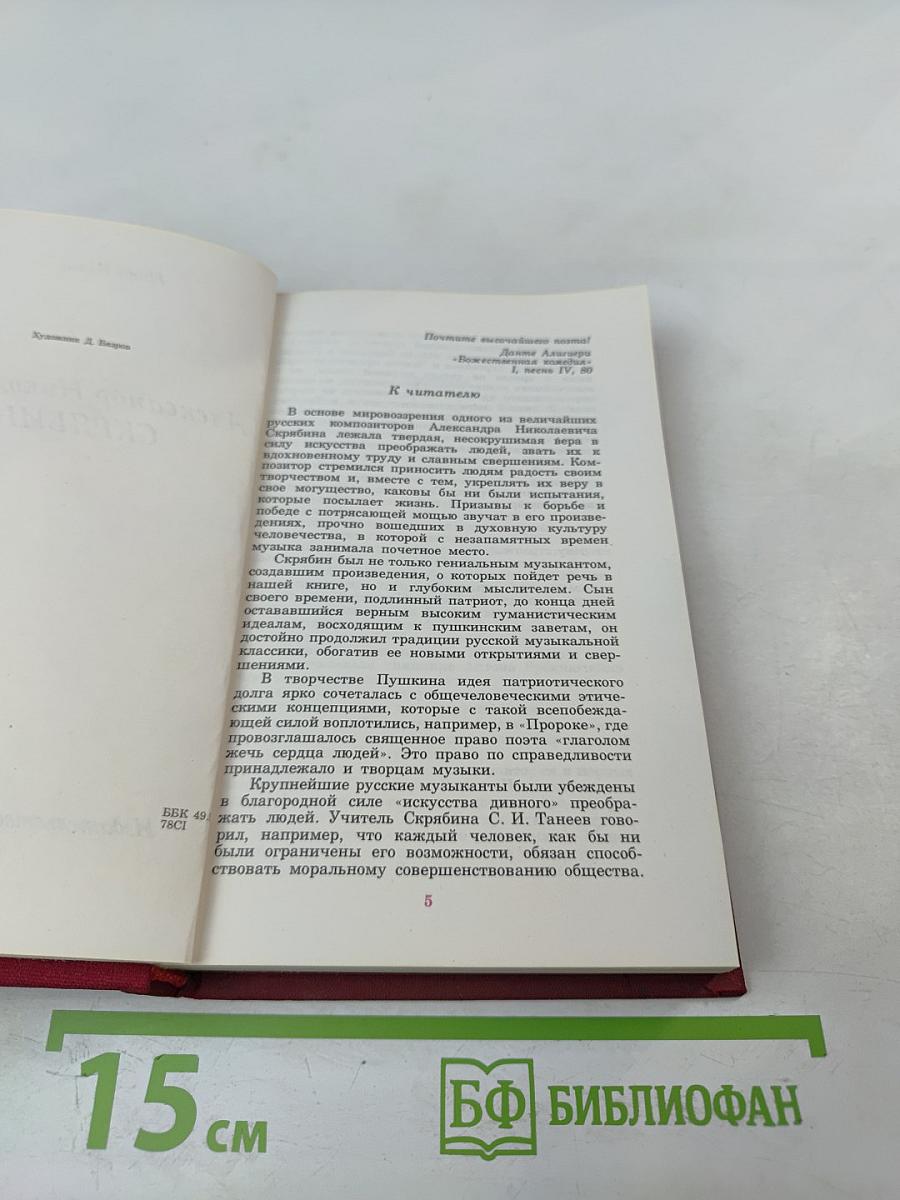 Художник Д. Бязров
ББК 49.
78СI
Почтите высочайшего поэта!
Данте Алигьери
«Божественная комедия»
I, песнь IV, 80
К читателю
В основе мировоззрения одного из величайших
русских композиторов Александра Николаевича
Скрябина лежала твердая, несокрушимая вера в
силу искусства преображать людей, звать их к
вдохновенному труду и славным свершениям. Ком-
позитор стремился приносить людям радость своим
творчеством и, вместе с тем, укреплять их веру в
свое могущество, каковы бы ни были испытания,
которые посылает жизнь. Призывы к борьбе и
победе с потрясающей мощью звучат в его произве-
дениях, прочно вошедших в духовную культуру
человечества, в которой с незапамятных времен
музыка занимала почетное место.
Скрябин был не только гениальным музыкантом,
создавшим произведения, о которых пойдет речь в
нашей книге, но и глубоким мыслителем. Сын
своего времени, подлинный патриот, до конца дней
остававшийся верным высоким гуманистическим
идеалам, восходящим к пушкинским заветам, он
достойно продолжил традиции русской музыкальной
классики, обогатив ее новыми открытиями и свер-
шениями.
В творчестве Пушкина идея патриотического
долга ярко сочеталась с общечеловеческими этиче-
скими концепциями, которые с такой всепобежда-
ющей силой воплотились, например, в «Пророке», где
провозглашалось священное право поэта «глаголом
жечь сердца людей». Это право по справедливости
принадлежало и творцам музыки.
Крупнейшие русские музыканты были убеждены
в благородной силе «искусства дивного» преобра-
жать людей. Учитель Скрябина С. И. Танеев гово-
рил, например, что каждый человек, как бы ни
были ограничены его возможности, обязан способ-
ствовать моральному совершенствованию общества.
5
15 см
БФ БИБЛИОФАН